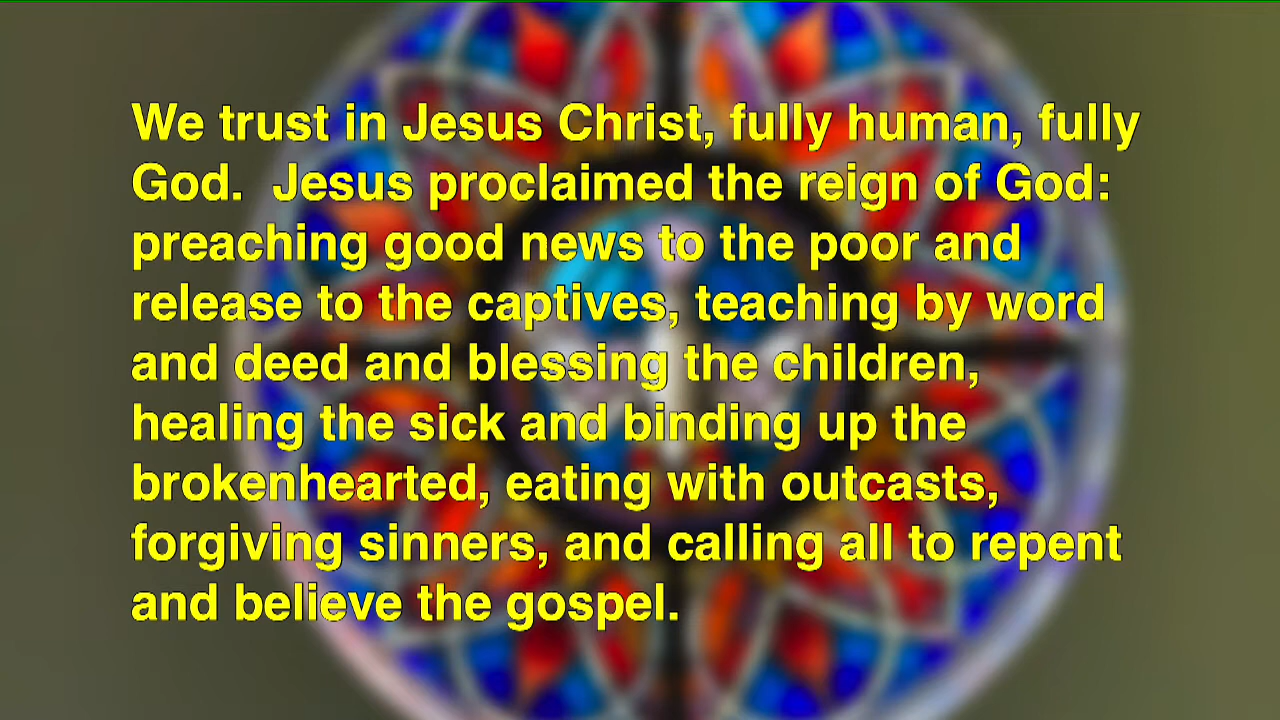 We trust in Jesus Christ, fully human, fully
God.  Jesus proclaimed the reign of God:
preaching good news to the poor and
release to the captives, teaching by word
and deed and blessing the children,
healing the sick and binding up the
brokenhearted, eating with outcasts,
forgiving sinners, and calling all to repent
and believe the gospel.